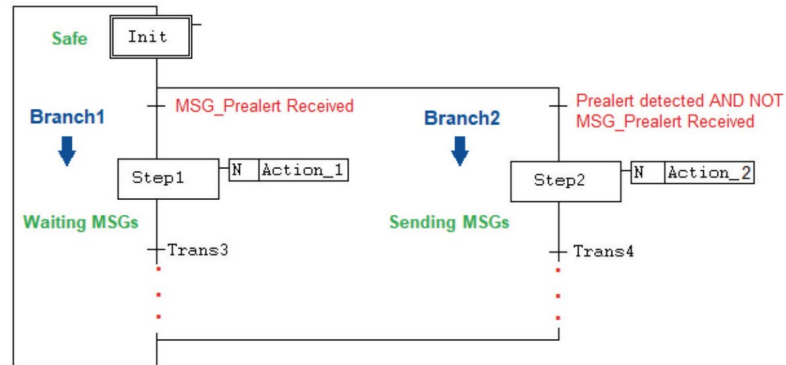 Safe
Init
Branch1
MSG_Prealert Received
Branch2
Prealert detected AND NOT
MSG_Prealert Received
Step1
N Action_1
Step2
N Action_2
Waiting MSGs
Sending MSGs
Trans3
Trans4